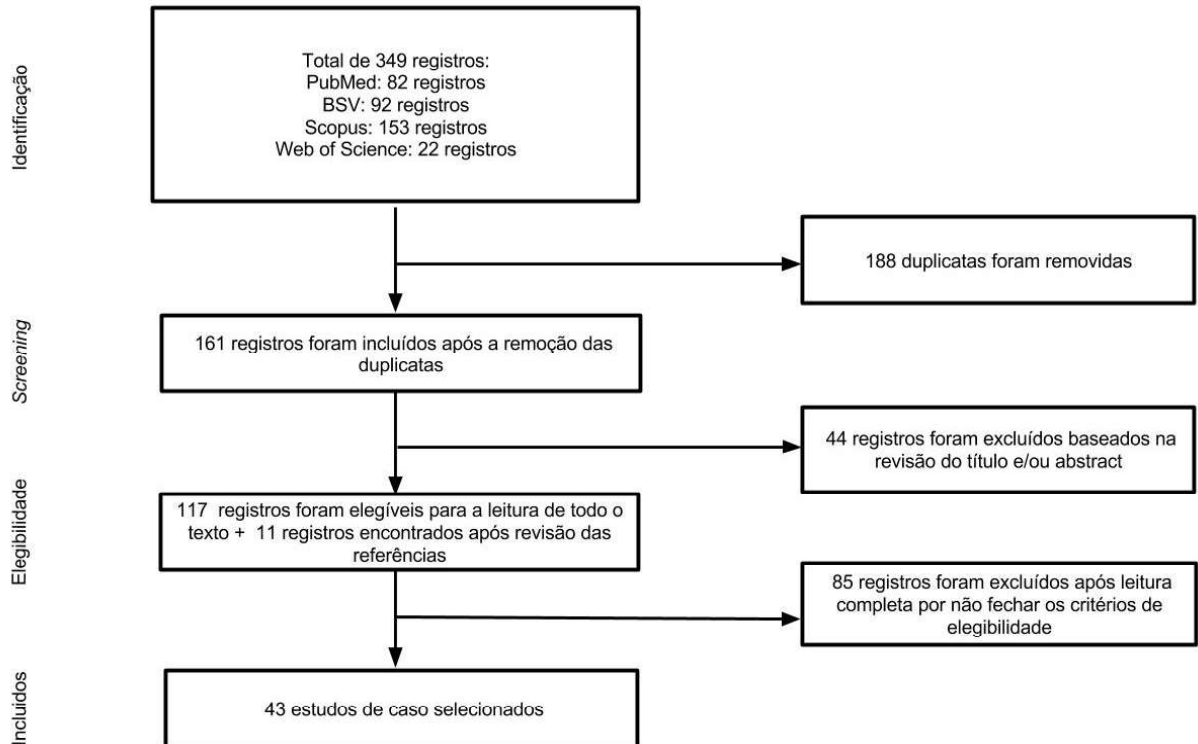 Identificação
Total de 349 registros:
PubMed: 82 registros
BSV: 92 registros
Scopus: 153 registros
Web of Science: 22 registros
188 duplicatas foram removidas
Screening
161 registros foram incluídos após a remoção das
duplicatas
44 registros foram excluídos baseados na
revisão do título e/ou abstract
Elegibilidade
117 registros foram elegíveis para a leitura de todo o
texto + 11 registros encontrados após revisão das
referências
85 registros foram excluídos após leitura
completa por não fechar os critérios de
elegibilidade
Incluidos
43 estudos de caso selecionados